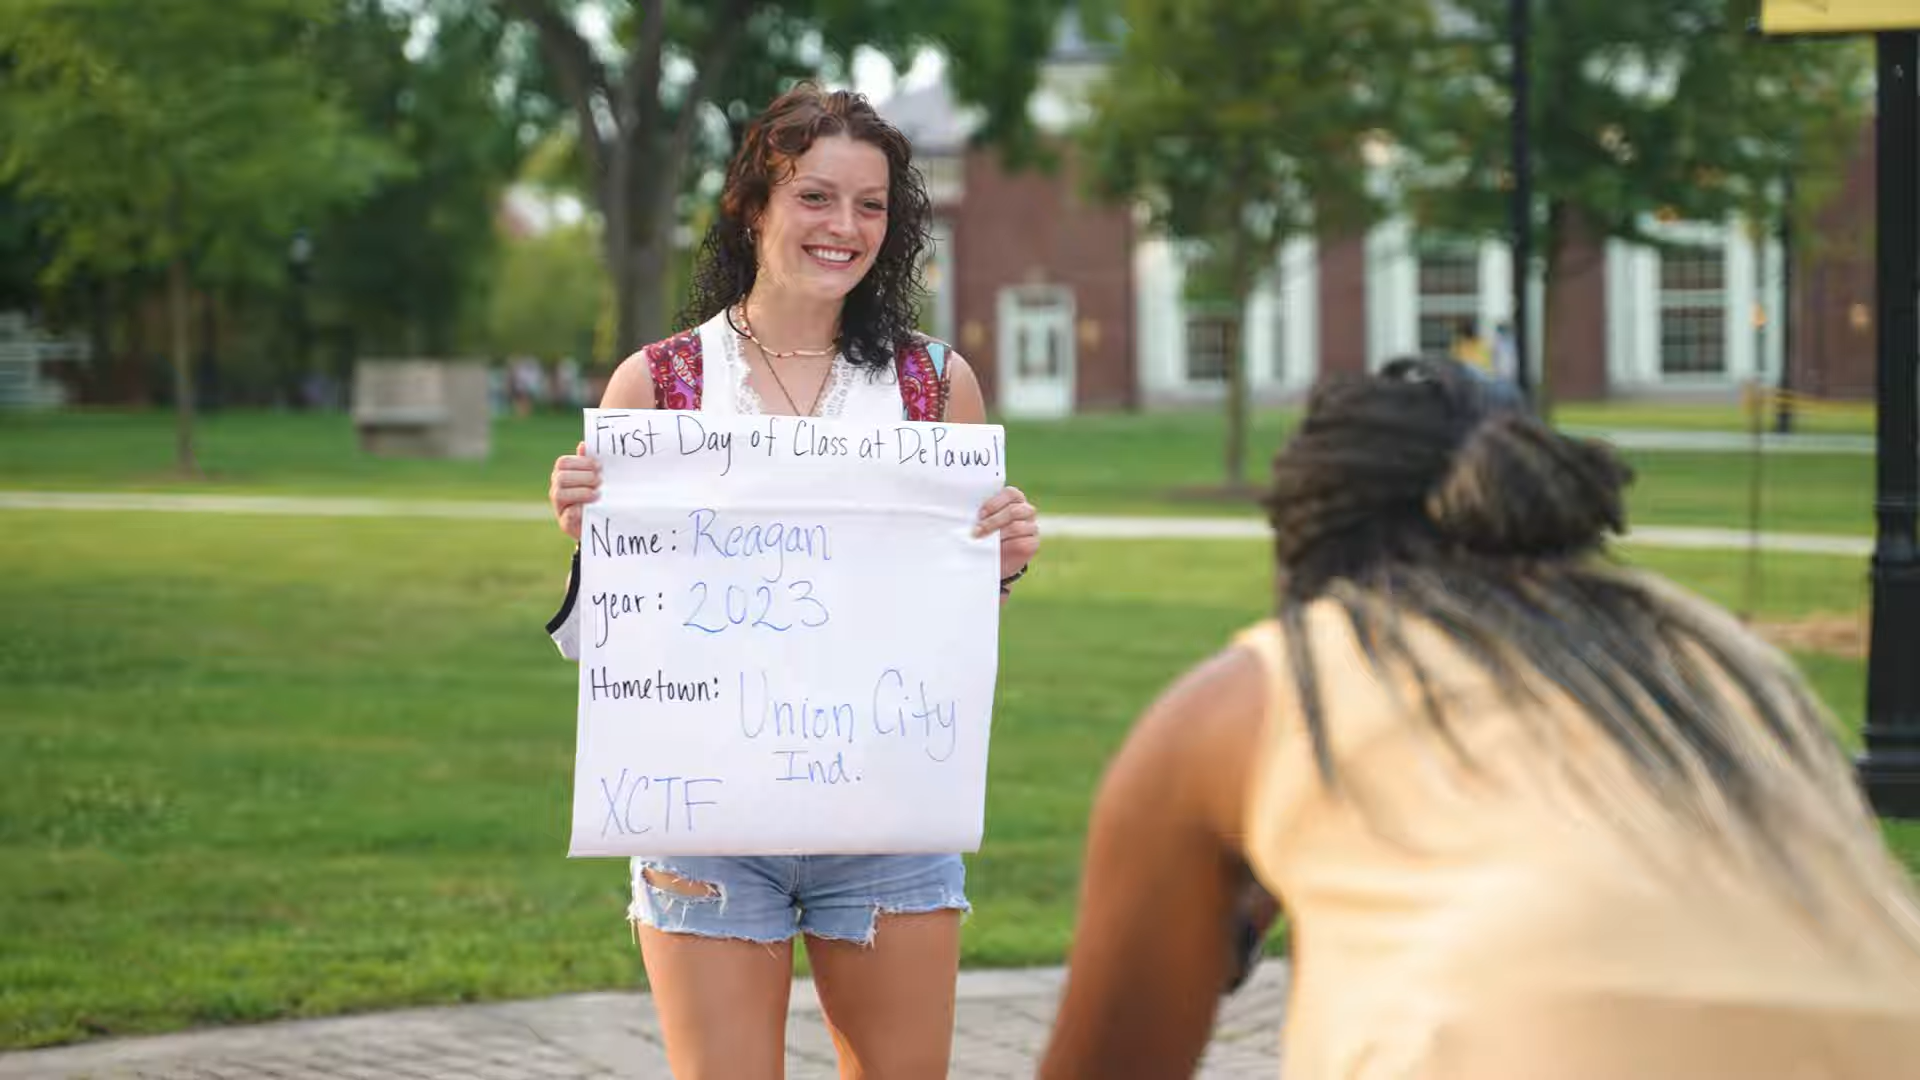 First Day of Class at DePauw!
Name: Reagan
year: 2023
Hometown: Union City
Ind.
XCTF